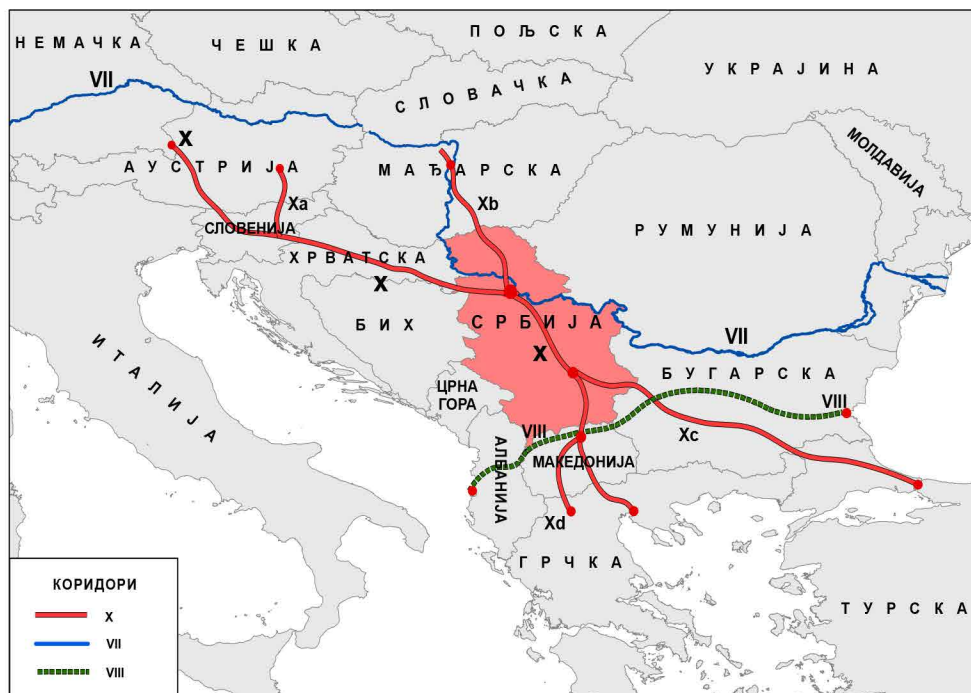 НЕМАЧКА
ЧЕШКА
ПОЉСКА
УКРАЈИНА
VII
СЛОВАЧКА
МОЛДАВИЈА
X
АУСТРИЈА
МАЂАРСКА
Xa
Xb
СЛОВЕНИЈА
РУМУНИЈА
ХРВАТСКА
X
БИХ
СРБИЈА
VII
ИТАЛИЈА
X
БУГАРСКА
ЦРНА
ГОРА
VIII
VIII
Xc
АЛБАНИЈА
МАКЕДОНИЈА
Xd
ГРЧКА
ТУРСКА
КОРИДОРИ
X
VII
VIII